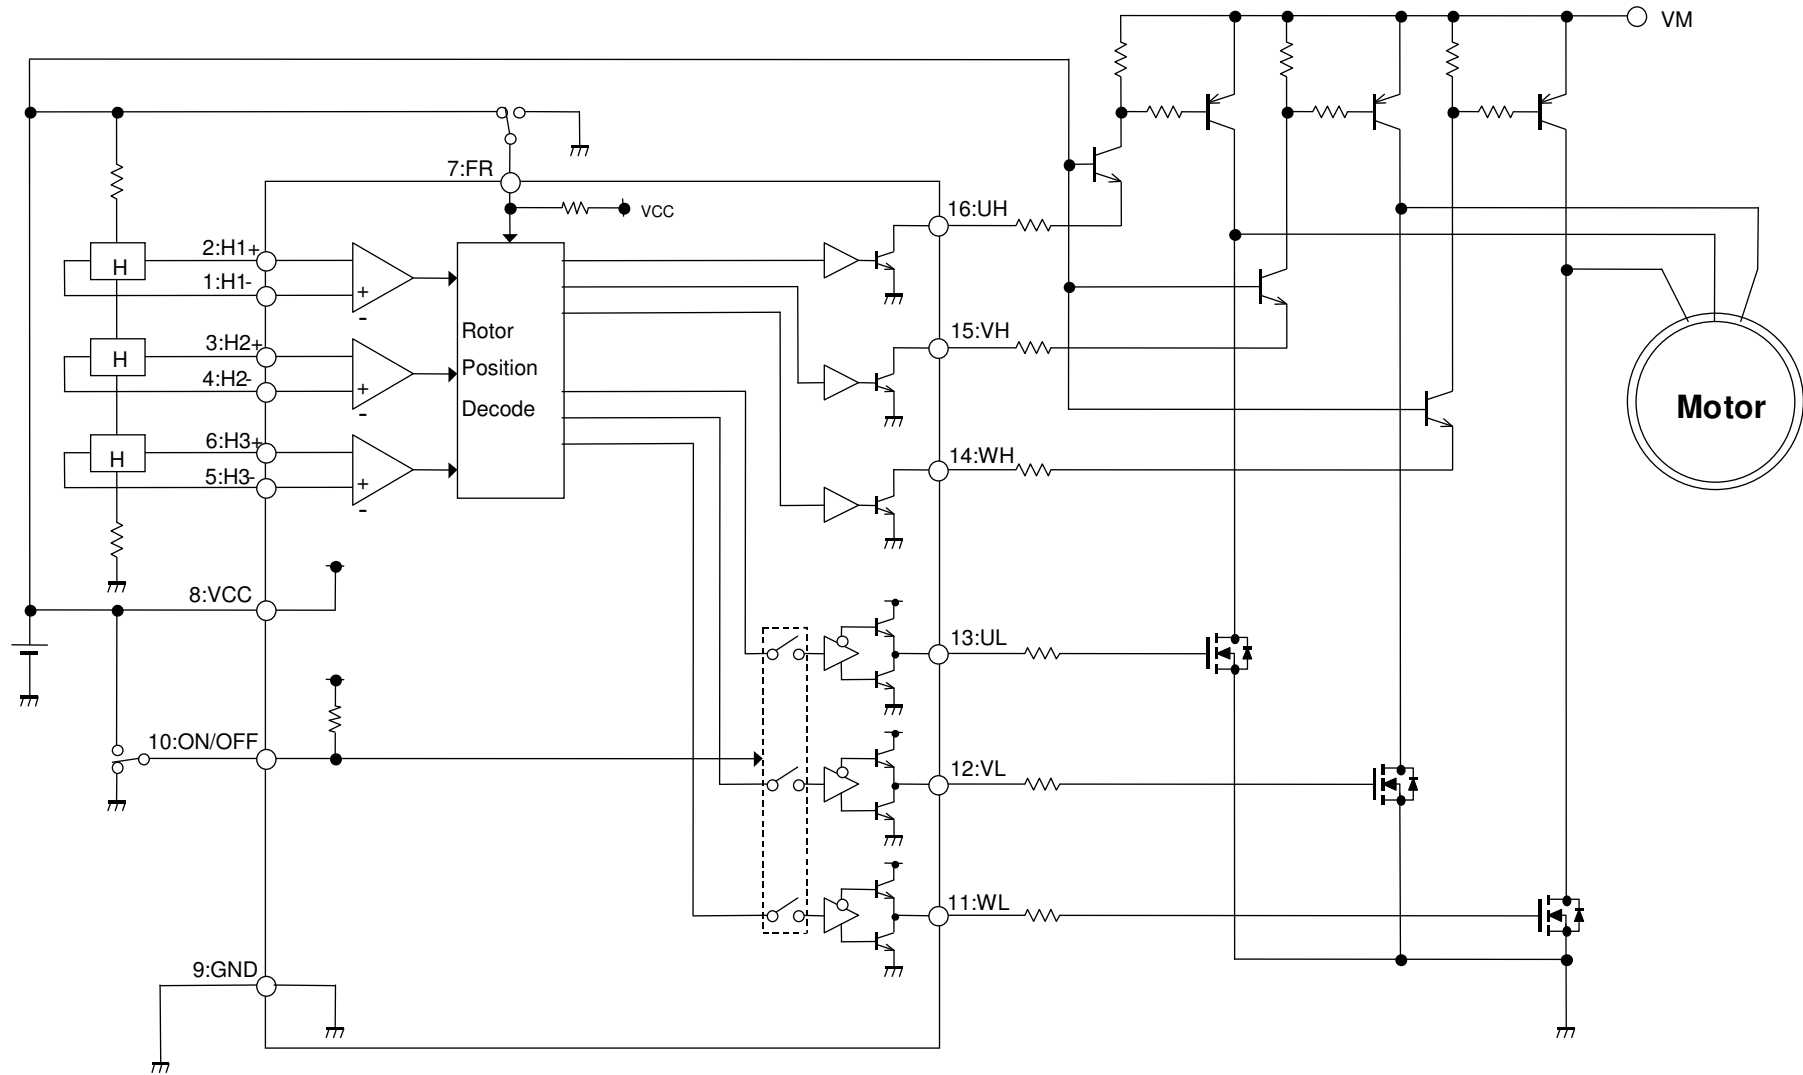 VM
7:FR
VCC
16:UH
2:H1+
H
1:H1-
+
-
Rotor
15:VH
3:H2+
H
Position
4:H2-
+
-
Decode
Motor
6:H3+
H
14:WH
5:H3-
+
-
8:VCC
13:UL
10:ON/OFF
12:VL
11:WL
9:GND